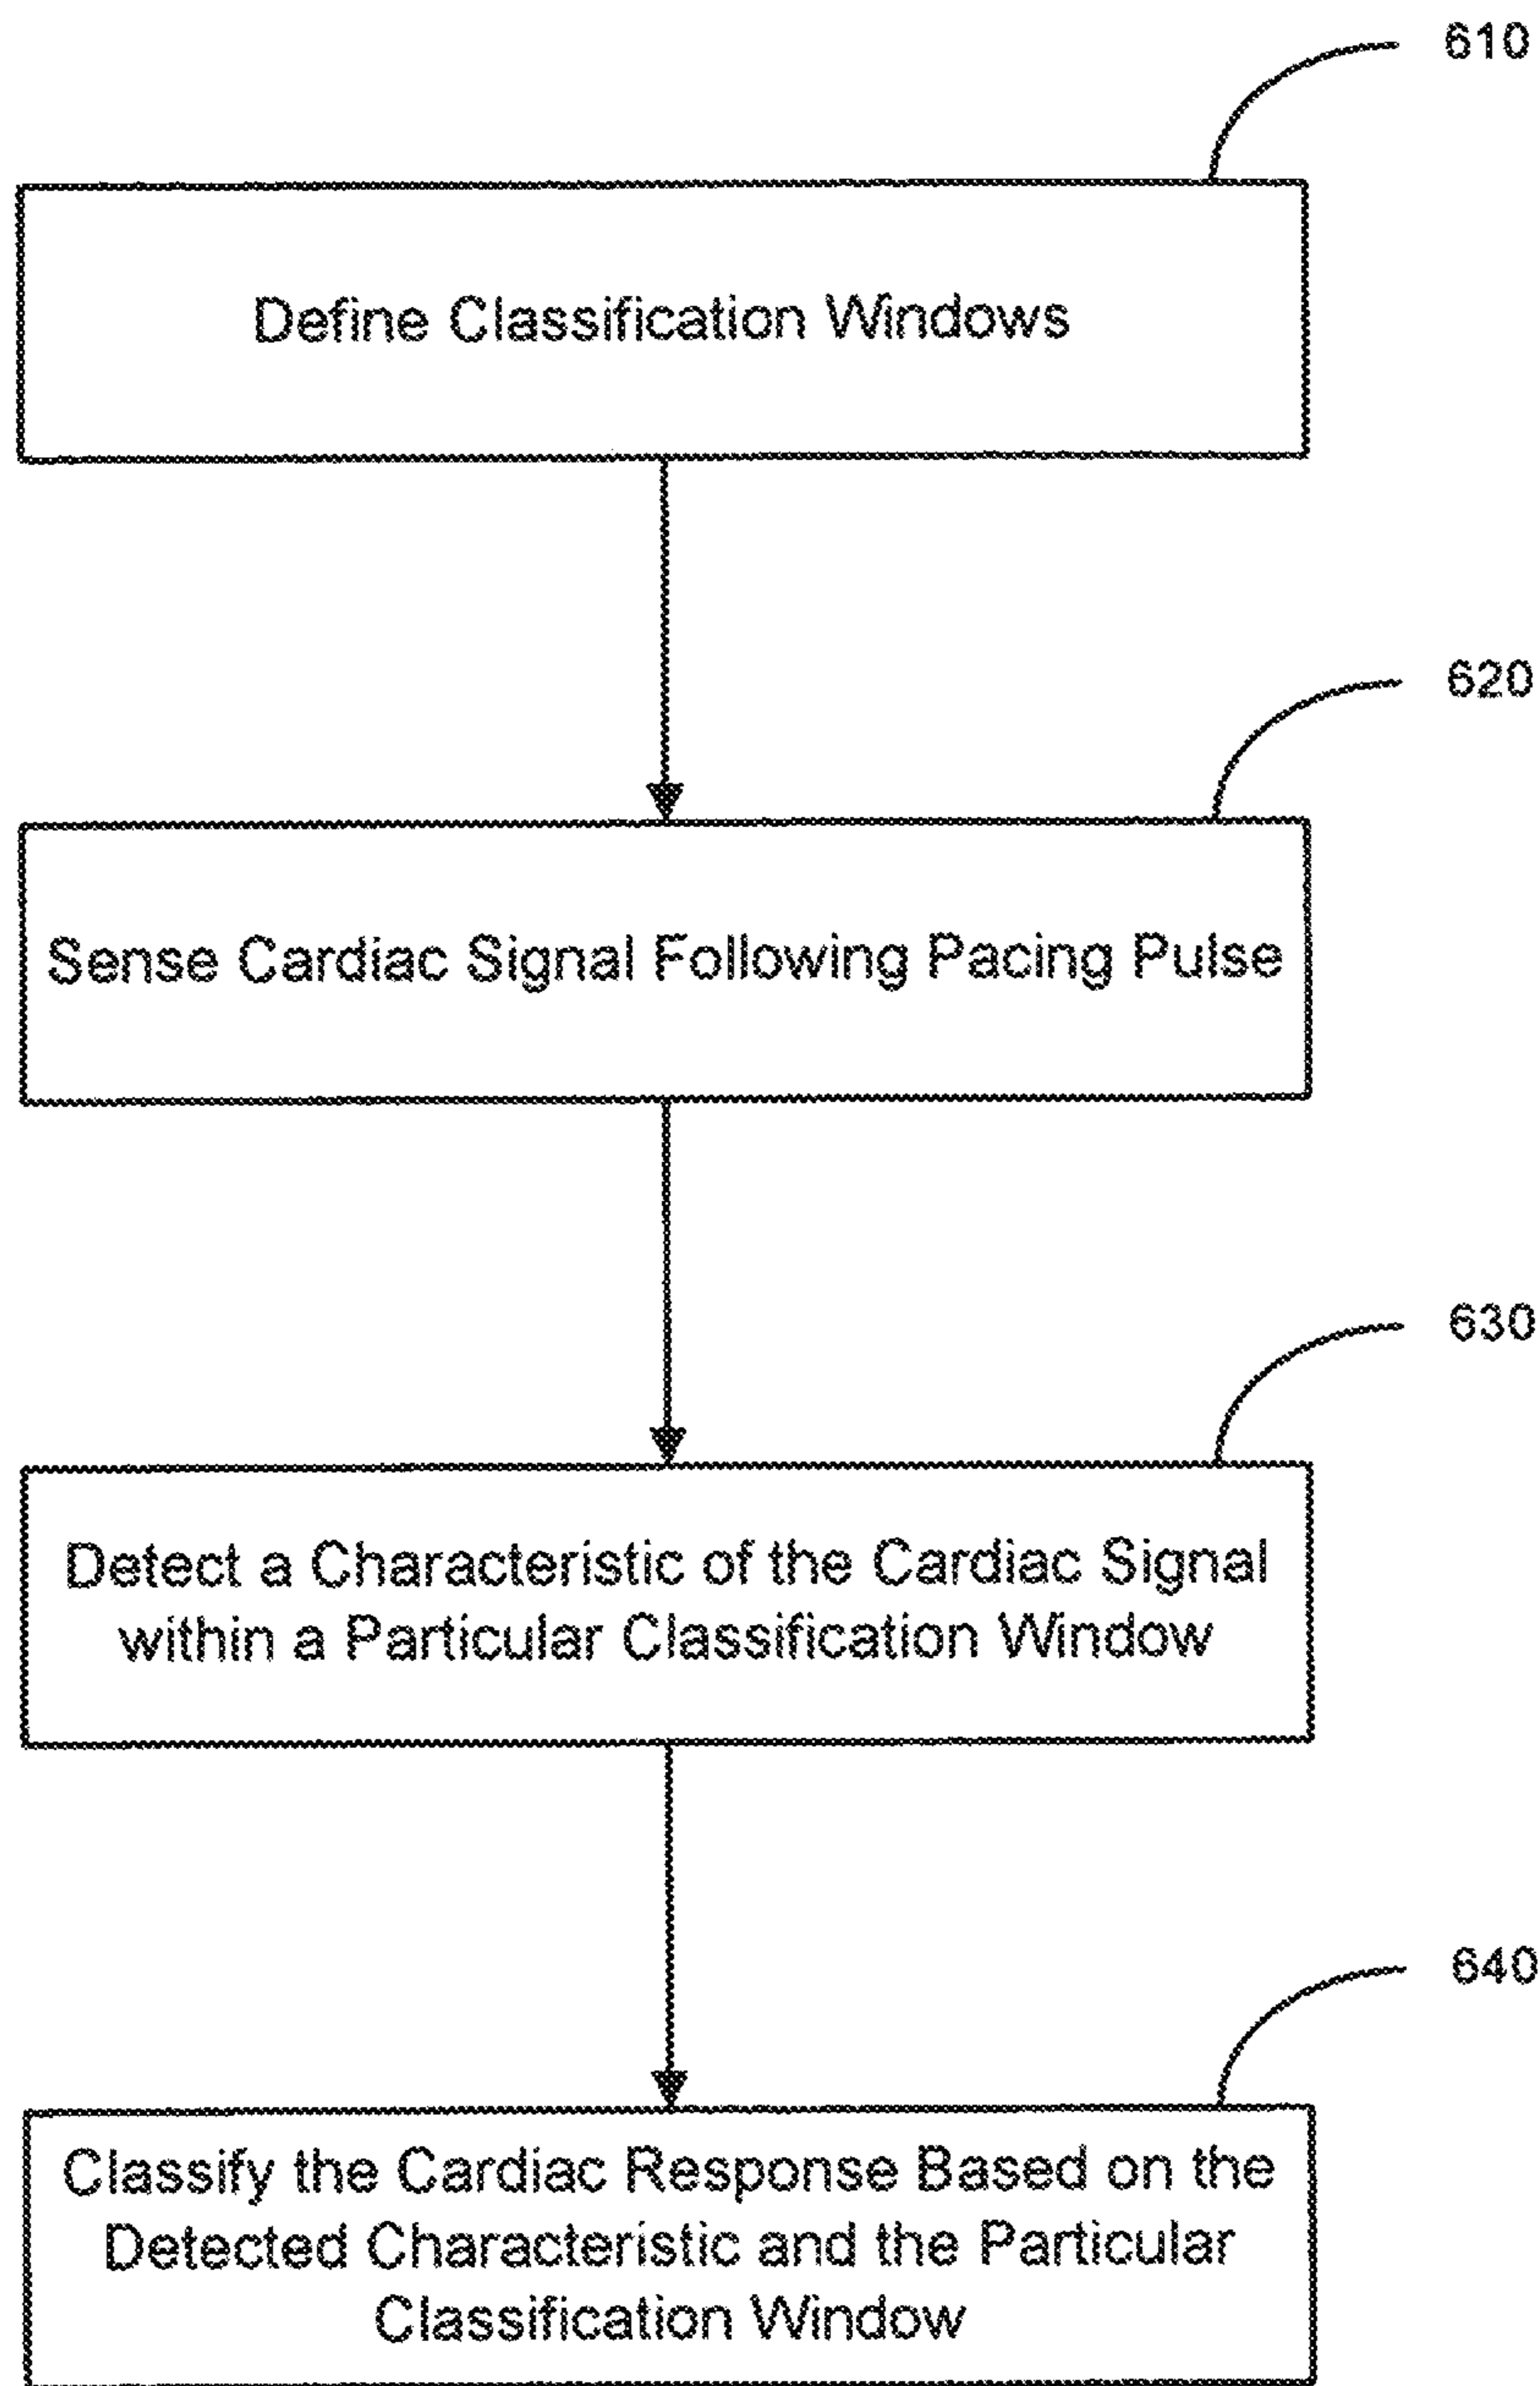 610
Define Classification Windows
620
Sense Cardiac Signal Following Pacing Pulse
630
Detect a Characteristic of the Cardiac Signal
within a Particular Classification Window
640
Classify the Cardiac Response Based on the
Detected Characteristic and the Particular
Classification Window